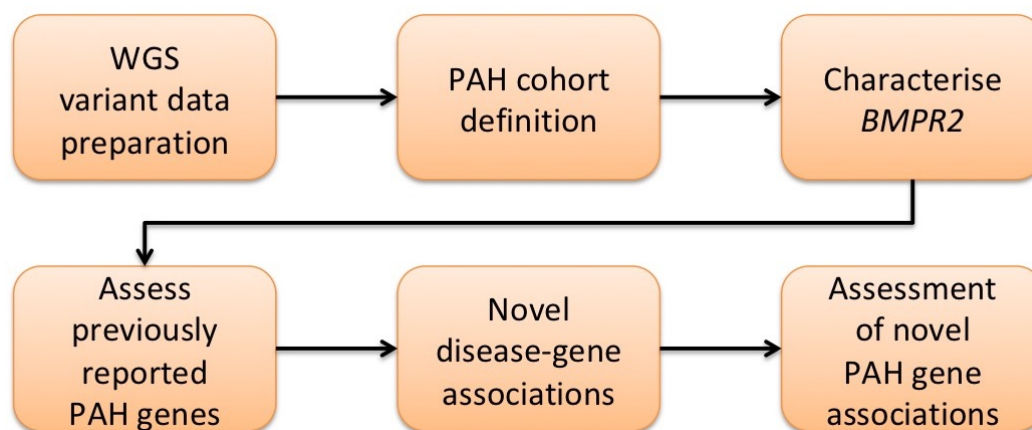 WGS
variant data
preparation
PAH cohort
definition
Characterise
BMPR2
Assess
previously
reported
PAH genes
Novel
disease-gene
associations
Assessment
of novel
PAH gene
associations